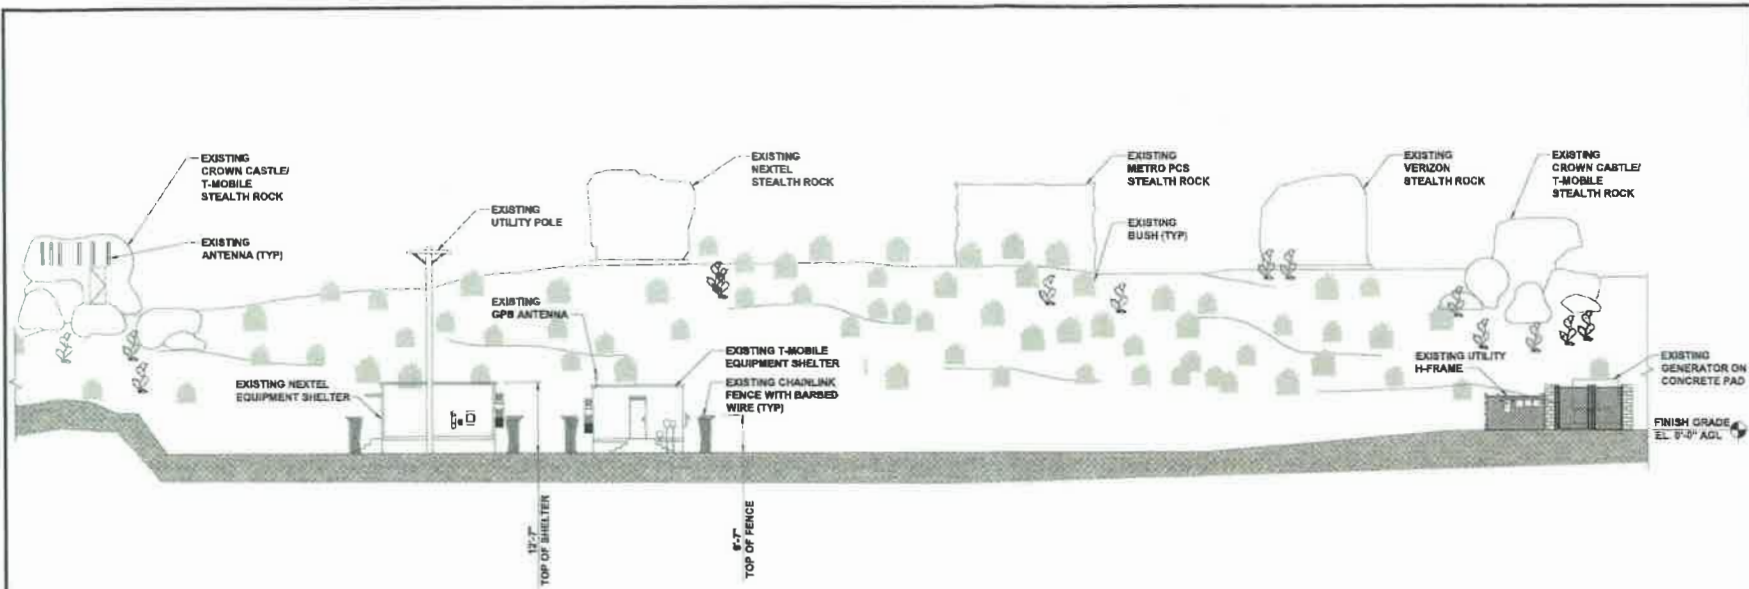 EXISTING
CROWN CASTLE/
T-MOBILE
STEALTH ROCK
EXISTING
ANTENNA (TYP)
EXISTING
UTILITY POLE
EXISTING
NEXTEL
STEALTH ROCK
EXISTING
METRO PCS
STEALTH ROCK
EXISTING
BUSH (TYP)
EXISTING
VERIZON
STEALTH ROCK
EXISTING
CROWN CASTLE/
T-MOBILE
STEALTH ROCK
EXISTING
GPS ANTENNA
EXISTING T-MOBILE
EQUIPMENT SHELTER
EXISTING NEXTEL
EQUIPMENT SHELTER
EXISTING CHAINLINK
FENCE WITH BARBED
WIRE (TYP)
EXISTING UTILITY
H-FRAME
EXISTING
GENERATOR ON
CONCRETE PAD
FINISH GRADE
EL. 0'-0" AGL
12'-7"
TOP OF SHELTER
TOP OF FENCE